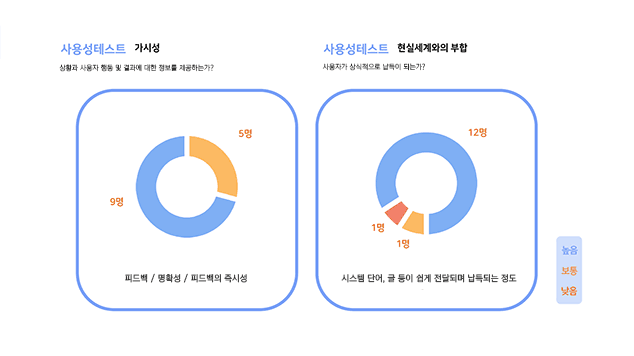 사용성테스트 가시성
상황과 사용자 행동 및 결과에 대한 정보를 제공하는가?
5명
9명
피드백 / 명확성 / 피드백의 즉시성
사용성테스트 현실세계와의 부합
사용자가 상식적으로 납득이 되는가?
12명
1명
1명
시스템 단어, 글 등이 쉽게 전달되며 납득되는 정도
높음
보통
낮음